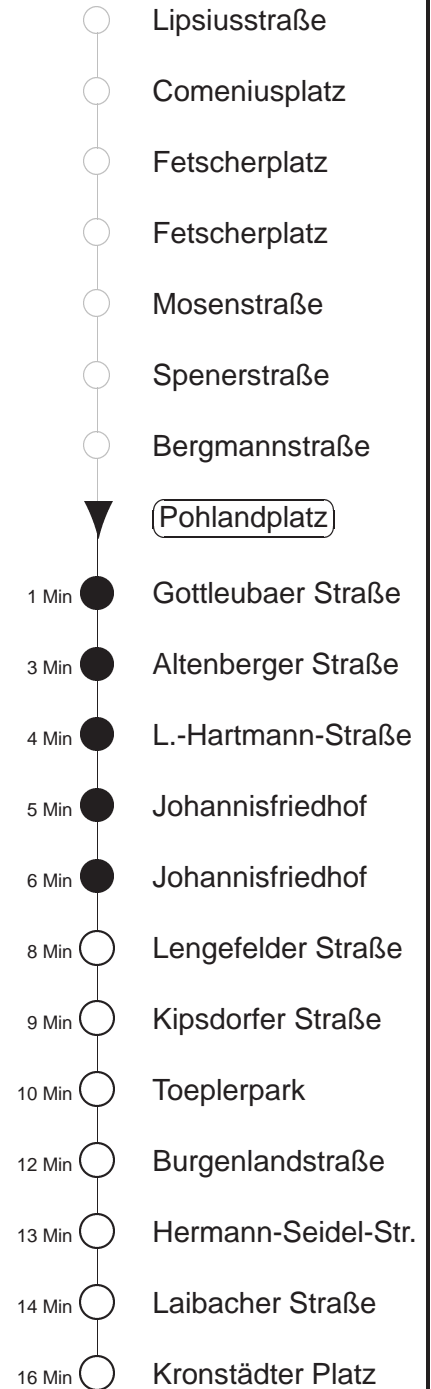 Lipsiusstraße
Comeniusplatz
Fetscherplatz
Fetscherplatz
Mosenstraße
Spenerstraße
Bergmannstraße
Pohlandplatz
1 Min Gottleubaer Straße
3 Min Altenberger Straße
4 Min L.-Hartmann-Straße
5 Min Johannisfriedhof
6 Min Johannisfriedhof
8 Min Lengefelder Straße
9 Min Kipsdorfer Straße
10 Min Toeplerpark
12 Min Burgenlandstraße
13 Min Hermann-Seidel-Str.
14 Min Laibacher Straße
16 Min Kronstädter Platz